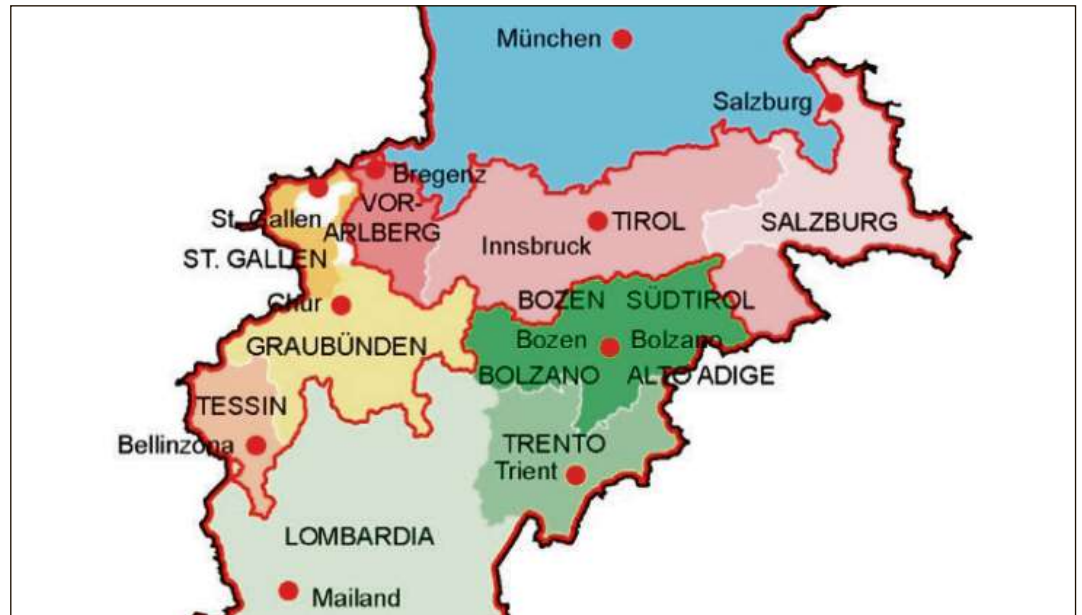 München
Salzburg
Bregenz
St. Gallen
VOR-
ARLBERG
TIROL
SALZBURG
Innsbruck
ST. GALLEN
Chur
BOZEN SÜDTIROL
GRAUBÜNDEN
Bozen Bolzano
BOLZANO ALTO ADIGE
TESSIN
Bellinzona
TRENTO
Trient
LOMBARDIA
Mailand